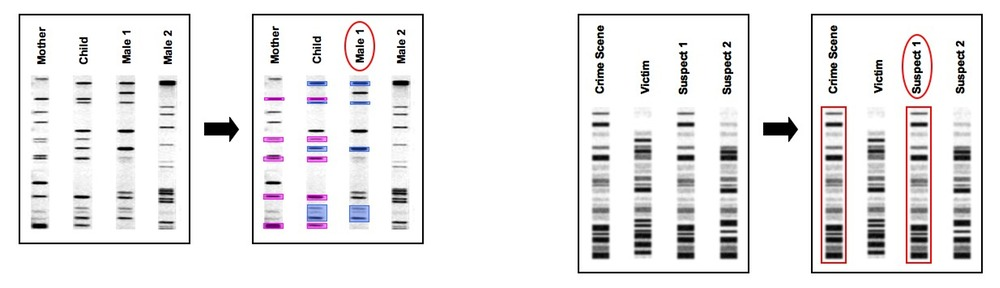 Mother
Child
Male 1
Male 2
Mother
Child
Male 1
Male 2
Crime Scene
Victim
Suspect 1
Suspect 2
Crime Scene
Victim
Suspect 1
Suspect 2